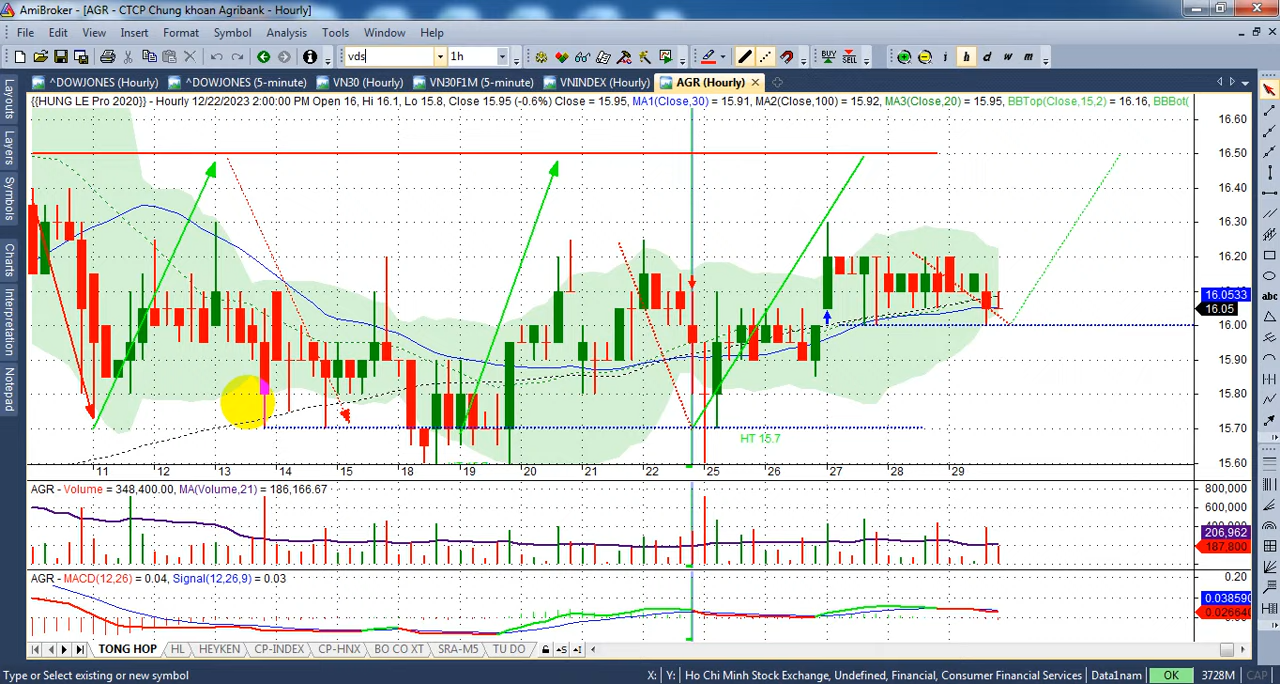 AmiBroker - [AGR - CTCP Chung khoan Agribank - Hourly]
File Edit View Insert Format Symbol Analysis Tools Window Help
vds 1h i h d w m
BUY SELL
^DOWJONES (Hourly) ^DOWJONES (5-minute) VN30 (Hourly) VN30F1M (5-minute) VNINDEX (Hourly) AGR (Hourly)
{{HUNG LE Pro 2020}} - Hourly 12/22/2023 2:00:00 PM Open 16, Hi 16.1, Lo 15.8, Close 15.95 (-0.6%) Close = 15.95, MA1(Close,30) = 15.91, MA2(Close,100) = 15.92, MA3(Close,20) = 15.95, BBTop(Close,15,2) = 16.16, BBBot(
Layouts
Layers
Symbols
Charts
Interpretation
Notepad
abc
16.60
16.50
16.40
16.30
16.20
16.0533
16.05
16.00
15.90
15.80
15.70
15.60
HT 15.7
11 12 13 14 15 18 19 20 21 22 25 26 27 28 29
AGR - Volume = 348,400.00, MA(Volume,21) = 186,166.67
800,000
600,000
206,962
187,800
AGR - MACD(12,26) = 0.04, Signal(12,26,9) = 0.03
0.20
TONG HOP HL HEYKEN CP-INDEX CP-HNX BO CO XT SRA-M5 TU DO
Type or Select existing or new symbol X: Y: Ho Chi Minh Stock Exchange, Undefined, Financial, Consumer Financial Services Data1nam OK 3728M CAP